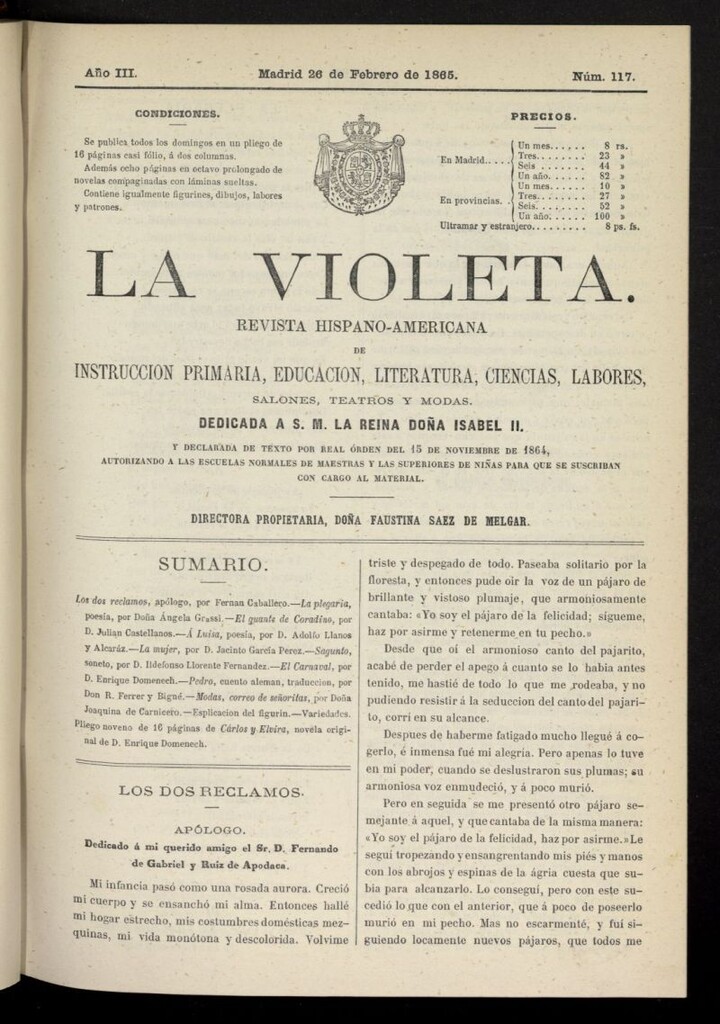 Año III.
Madrid 26 de Febrero de 1865.
Núm. 117.
CONDICIONES.
Se publica todos los domingos en un pliego de
16 páginas casi fólio, á dos columnas.
Además ocho páginas en octavo prolongado de
novelas compaginadas con láminas sueltas.
Contiene igualmente figurines, dibujos, labores
y patrones.
PRECIOS.
En Madrid.....
Un mes...... 8 rs.
Tres....... 23 »
Seis....... 44 »
Un año..... 82 »
En provincias. .
Un mes..... 10 »
Tres....... 27 »
Seis....... 52 »
Un año..... 100 »
Ultramar y estranjero......... 8 ps. fs.
LA VIOLETA.
REVISTA HISPANO-AMERICANA
DE
INSTRUCCION PRIMARIA, EDUCACION, LITERATURA, CIENCIAS, LABORES,
SALONES, TEATROS Y MODAS.
DEDICADA A S. M. LA REINA DOÑA ISABEL II.
Y DECLARADA DE TEXTO POR REAL ÓRDEN DEL 15 DE NOVIEMBRE DE 1864,
AUTORIZANDO A LAS ESCUELAS NORMALES DE MAESTRAS Y LAS SUPERIORES DE NIÑAS PARA QUE SE SUSCRIBAN
CON CARGO AL MATERIAL.
DIRECTORA PROPIETARIA, DOÑA FAUSTINA SAEZ DE MELGAR.
SUMARIO.
Los dos reclamos, apólogo, por Fernan Caballero.—La plegaria,
poesía, por Doña Ángela Grassi.—El guante de Coradino, por
D. Julian Castellanos.—Á Luisa, poesía, por D. Adolfo Llanos
y Alcaráz.—La mujer, por D. Jacinto García Perez.—Sagunto,
soneto, por D. Ildefonso Llorente Fernandez.—El Carnaval, por
D. Enrique Domenech.—Pedro, cuento aleman, traduccion, por
Don R. Ferrer y Bigné.—Modas, correo de señoritas, por Doña
Joaquina de Carnicero.—Esplicacion del figurin.—Variedades.
Pliego noveno de 16 páginas de Cárlos y Elvira, novela origi-
nal de D. Enrique Domenech.
LOS DOS RECLAMOS.
APÓLOGO.
Dedicado á mi querido amigo el Sr. D. Fernando
de Gabriel y Ruiz de Apodaca.
Mi infancia pasó como una rosada aurora. Creció
mi cuerpo y se ensanchó mi alma. Entonces hallé
mi hogar estrecho, mis costumbres domésticas mez-
quinas, mi vida monótona y descolorida. Volvime
triste y despegado de todo. Paseaba solitario por la
floresta, y entonces pude oir la voz de un pájaro de
brillante y vistoso plumaje, que armoniosamente
cantaba: «Yo soy el pájaro de la felicidad; sígueme,
haz por asirme y retenerme en tu pecho.»
Desde que oí el armonioso canto del pajarito,
acabé de perder el apego á cuanto se lo habia antes
tenido, me hastié de todo lo que me rodeaba, y no
pudiendo resistir á la seduccion del canto del pajari-
to, corrí en su alcance.
Despues de haberme fatigado mucho llegué á co-
gerlo, é inmensa fué mi alegría. Pero apenas lo tuve
en mi poder, cuando se deslustraron sus plumas; su
armoniosa voz enmudeció, y á poco murió.
Pero en seguida se me presentó otro pájaro se-
mejante á aquel, y que cantaba de la misma manera:
«Yo soy el pájaro de la felicidad, haz por asirme.» Le
seguí tropezando y ensangrentando mis piés y manos
con los abrojos y espinas de la ágria cuesta que su-
bia para alcanzarlo. Lo conseguí, pero con este su-
cedió lo que con el anterior, que á poco de poseerlo
murió en mi pecho. Mas no escarmenté, y fuí si-
guiendo locamente nuevos pájaros, que todos me